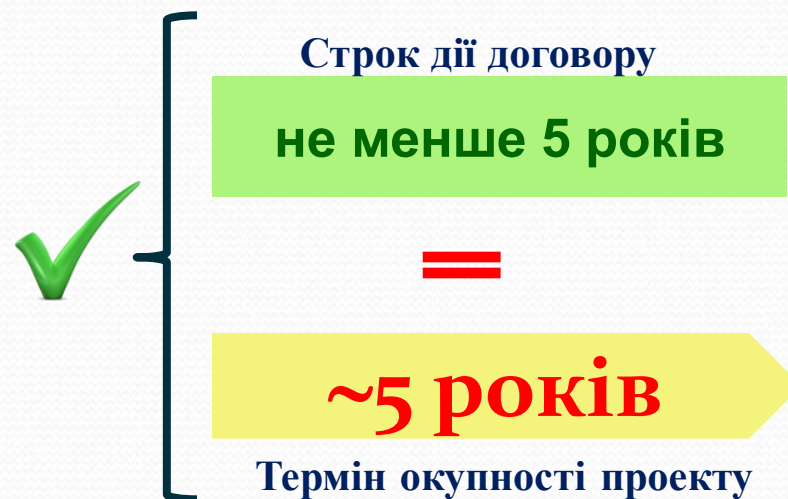 Строк дії договору
не менше 5 років
=
~5 років
Термін окупності проекту